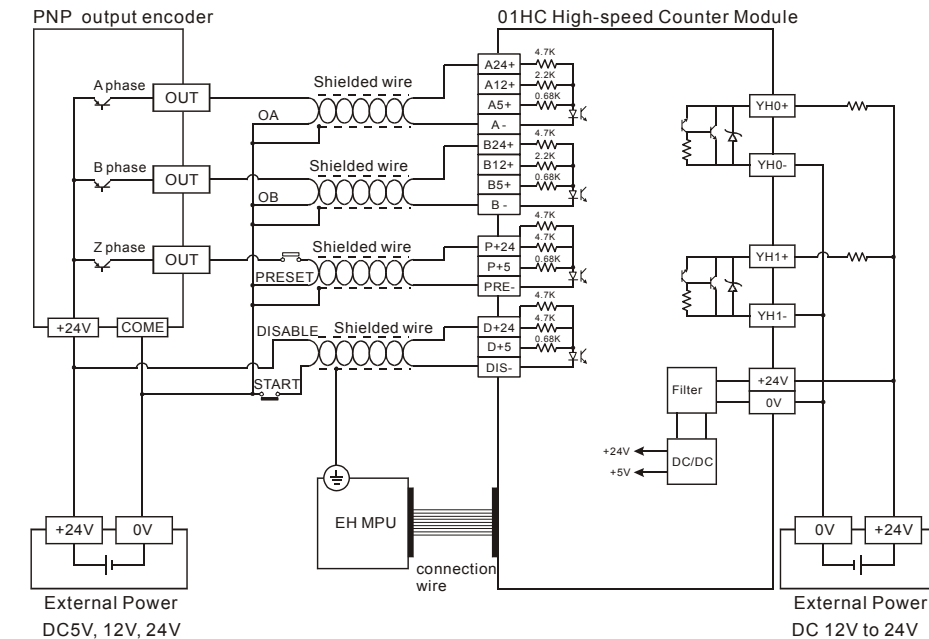 PNP output encoder
01HC High-speed Counter Module
A phase
OUT
OA
Shielded wire
A24+
A12+
A5+
A -
4.7K
2.2K
0.68K
B phase
OUT
OB
Shielded wire
B24+
B12+
B5+
B -
4.7K
2.2K
0.68K
Z phase
OUT
PRESET
Shielded wire
P+24
P+5
PRE-
4.7K
4.7K
0.68K
+24V
COME
DISABLE
START
Shielded wire
D+24
D+5
DIS-
4.7K
4.7K
0.68K
YH0+
YH0-
YH1+
YH1-
Filter
+24V
0V
DC/DC
+24V
+5V
EH MPU
connection
wire
+24V
0V
External Power
DC5V, 12V, 24V
0V
+24V
External Power
DC 12V to 24V